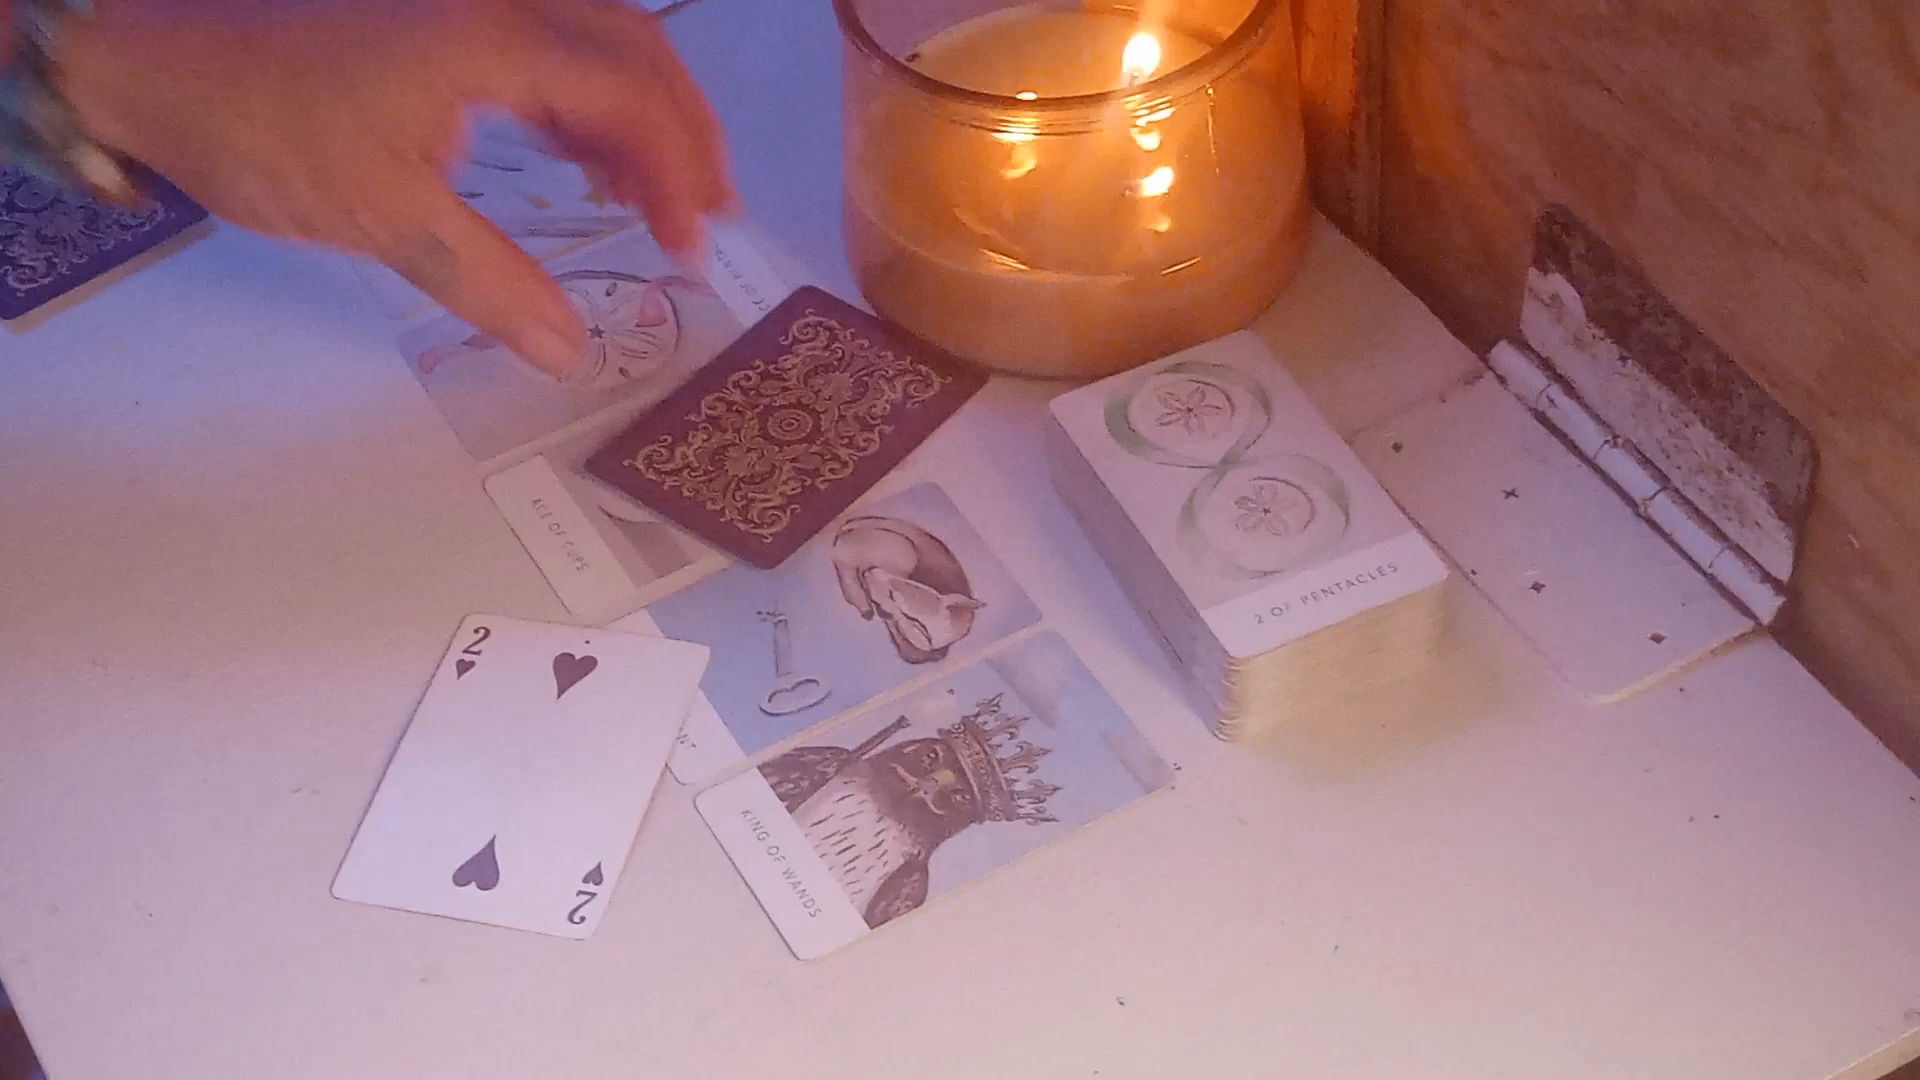 ACE OF CUPS
2 OF PENTACLES
2
KING OF WANDS
2